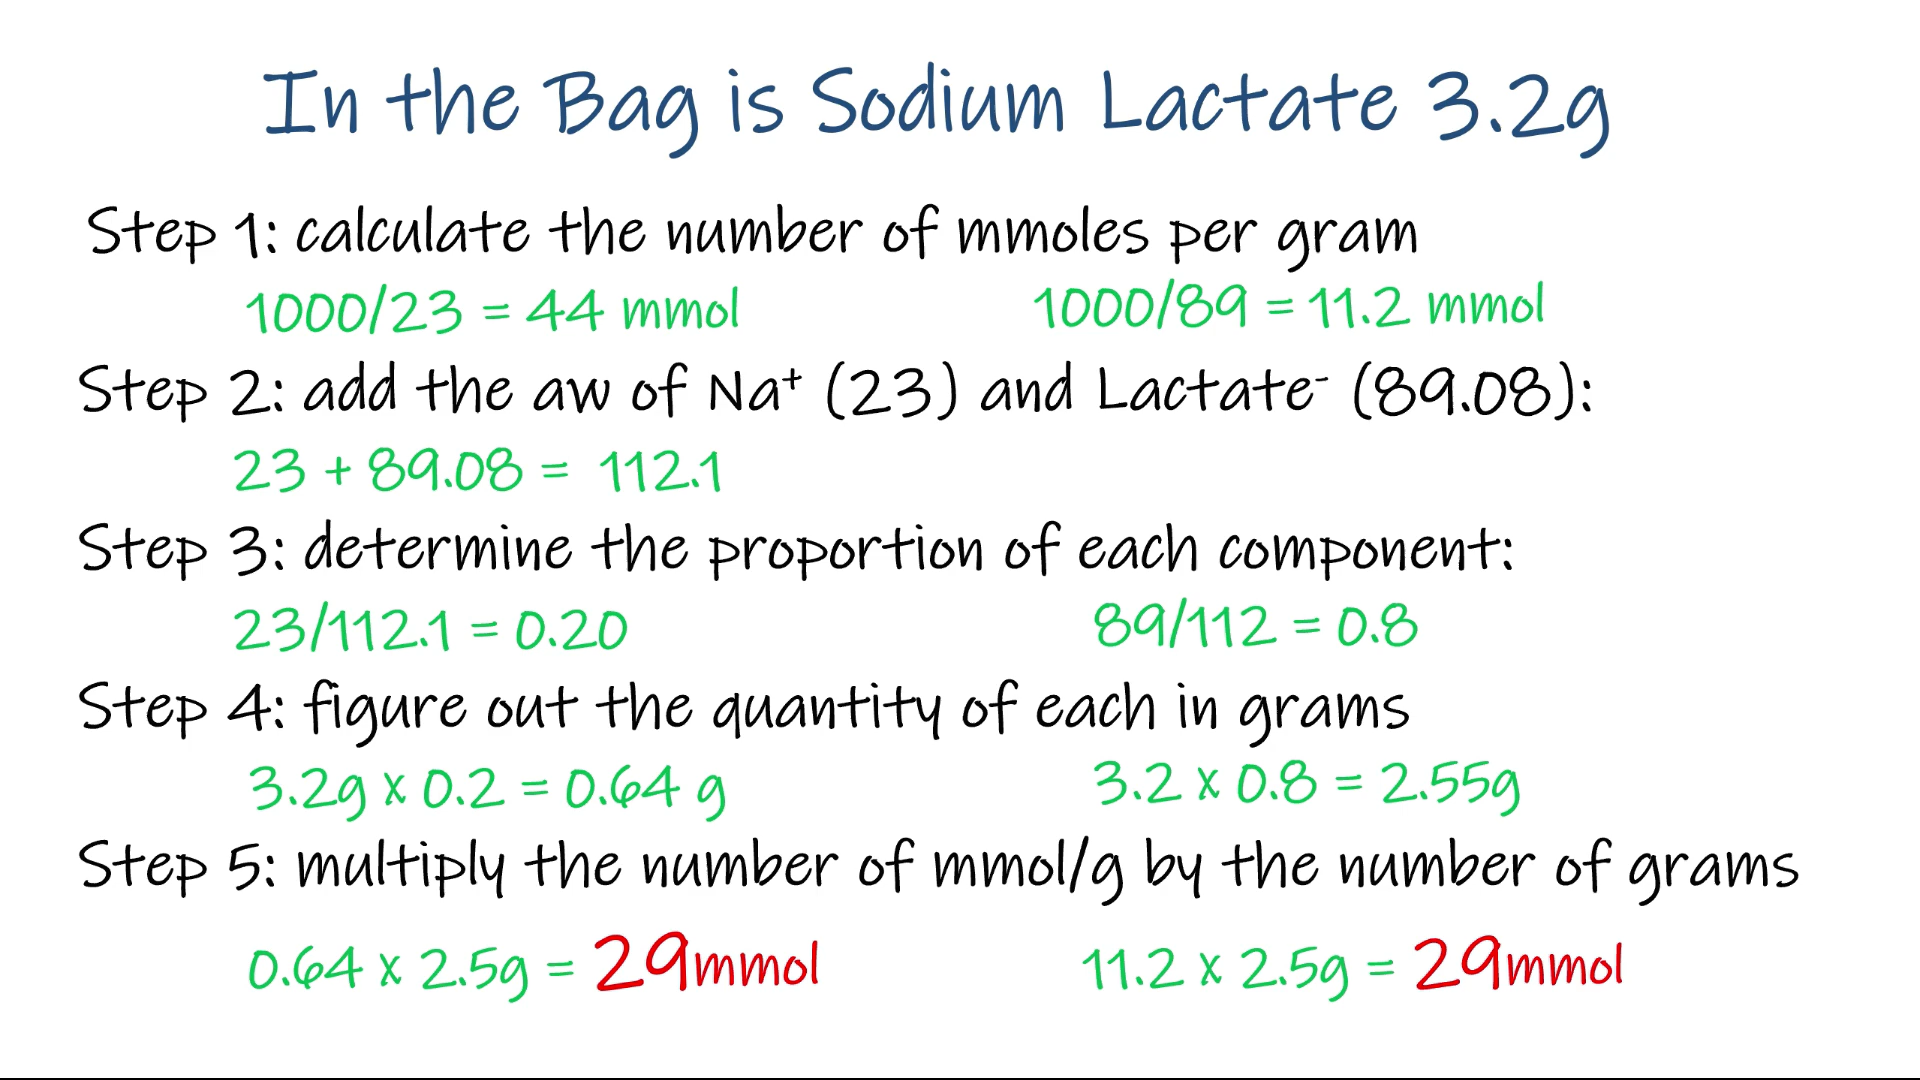 In the Bag is Sodium Lactate 3.2g
Step 1: calculate the number of mmoles per gram
1000/23 = 44 mmol 1000/89 = 11.2 mmol
Step 2: add the aw of Na⁺ (23) and Lactate⁻ (89.08):
23 + 89.08 = 112.1
Step 3: determine the proportion of each component:
23/112.1 = 0.20 89/112 = 0.8
Step 4: figure out the quantity of each in grams
3.2g x 0.2 = 0.64 g 3.2 x 0.8 = 2.55g
Step 5: multiply the number of mmol/g by the number of grams
0.64 x 2.5g = 29mmol 11.2 x 2.5g = 29mmol